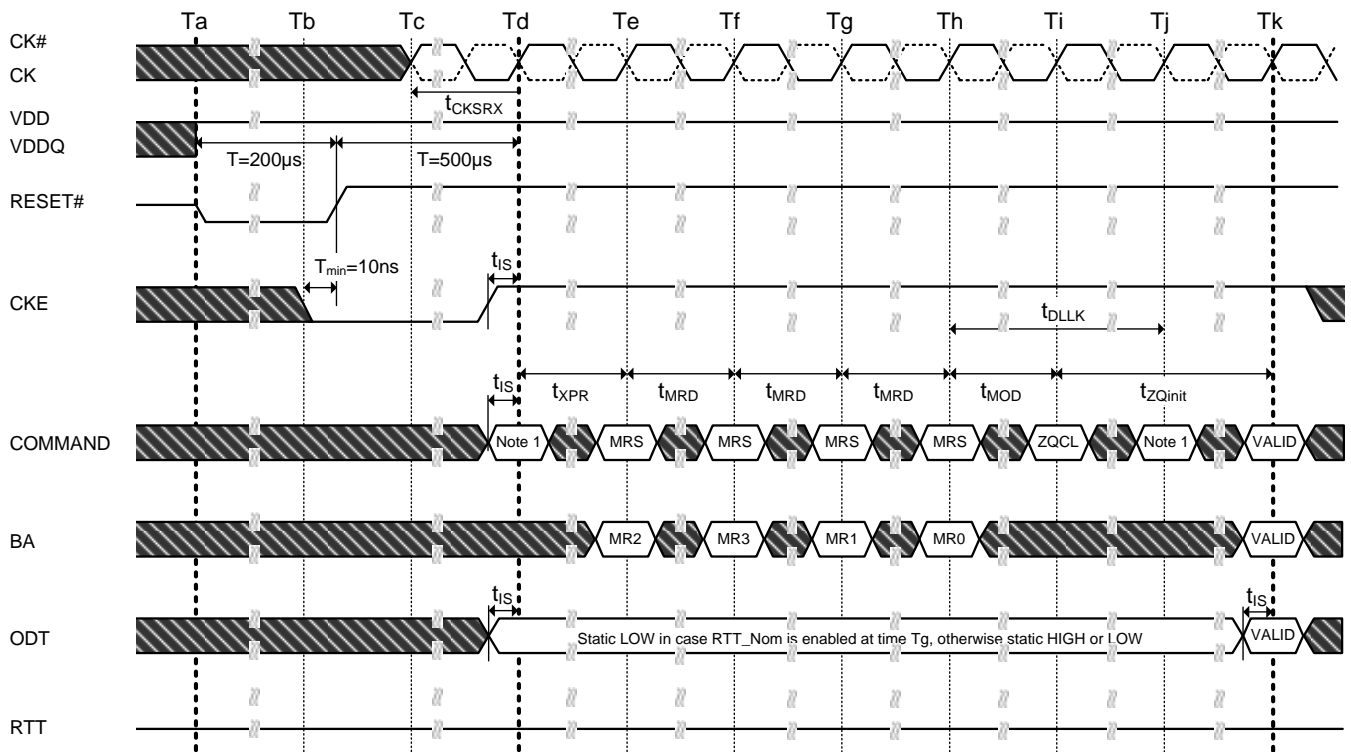 Ta Tb Tc Td Te Tf Tg Th Ti Tj Tk
CK#
CK
tCKSRX
VDD
VDDQ
T=200µs T=500µs
RESET#
Tmin=10ns
tIS
CKE
tDLLK
tIS
tXPR tMRD tMRD tMRD tMOD tZQinit
COMMAND Note 1 MRS MRS MRS MRS ZQCL Note 1 VALID
BA MR2 MR3 MR1 MR0 VALID
tIS tIS
ODT Static LOW in case RTT_Nom is enabled at time Tg, otherwise static HIGH or LOW VALID
RTT